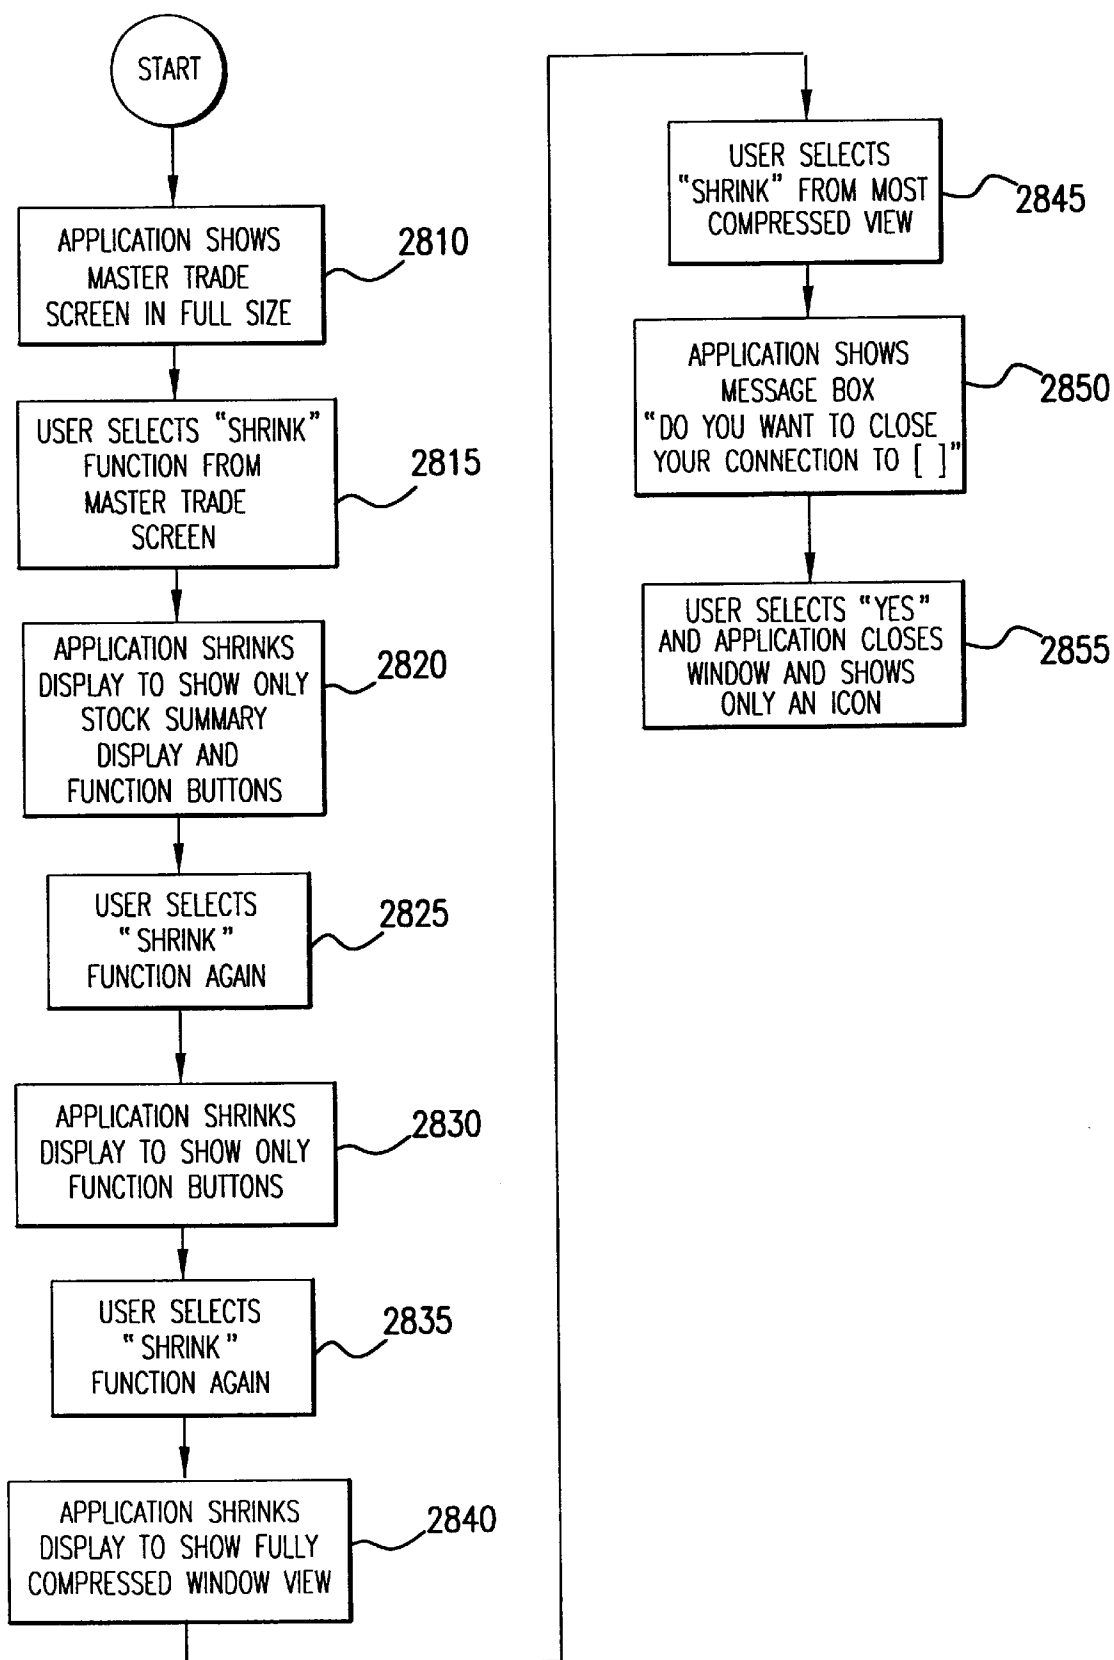 START
APPLICATION SHOWS
MASTER TRADE
SCREEN IN FULL SIZE
2810
USER SELECTS "SHRINK"
FUNCTION FROM
MASTER TRADE
SCREEN
2815
APPLICATION SHRINKS
DISPLAY TO SHOW ONLY
STOCK SUMMARY
DISPLAY AND
FUNCTION BUTTONS
2820
USER SELECTS
"SHRINK"
FUNCTION AGAIN
2825
APPLICATION SHRINKS
DISPLAY TO SHOW ONLY
FUNCTION BUTTONS
2830
USER SELECTS
"SHRINK"
FUNCTION AGAIN
2835
APPLICATION SHRINKS
DISPLAY TO SHOW FULLY
COMPRESSED WINDOW VIEW
2840
USER SELECTS
"SHRINK" FROM MOST
COMPRESSED VIEW
2845
APPLICATION SHOWS
MESSAGE BOX
"DO YOU WANT TO CLOSE
YOUR CONNECTION TO [ ]"
2850
USER SELECTS "YES"
AND APPLICATION CLOSES
WINDOW AND SHOWS
ONLY AN ICON
2855